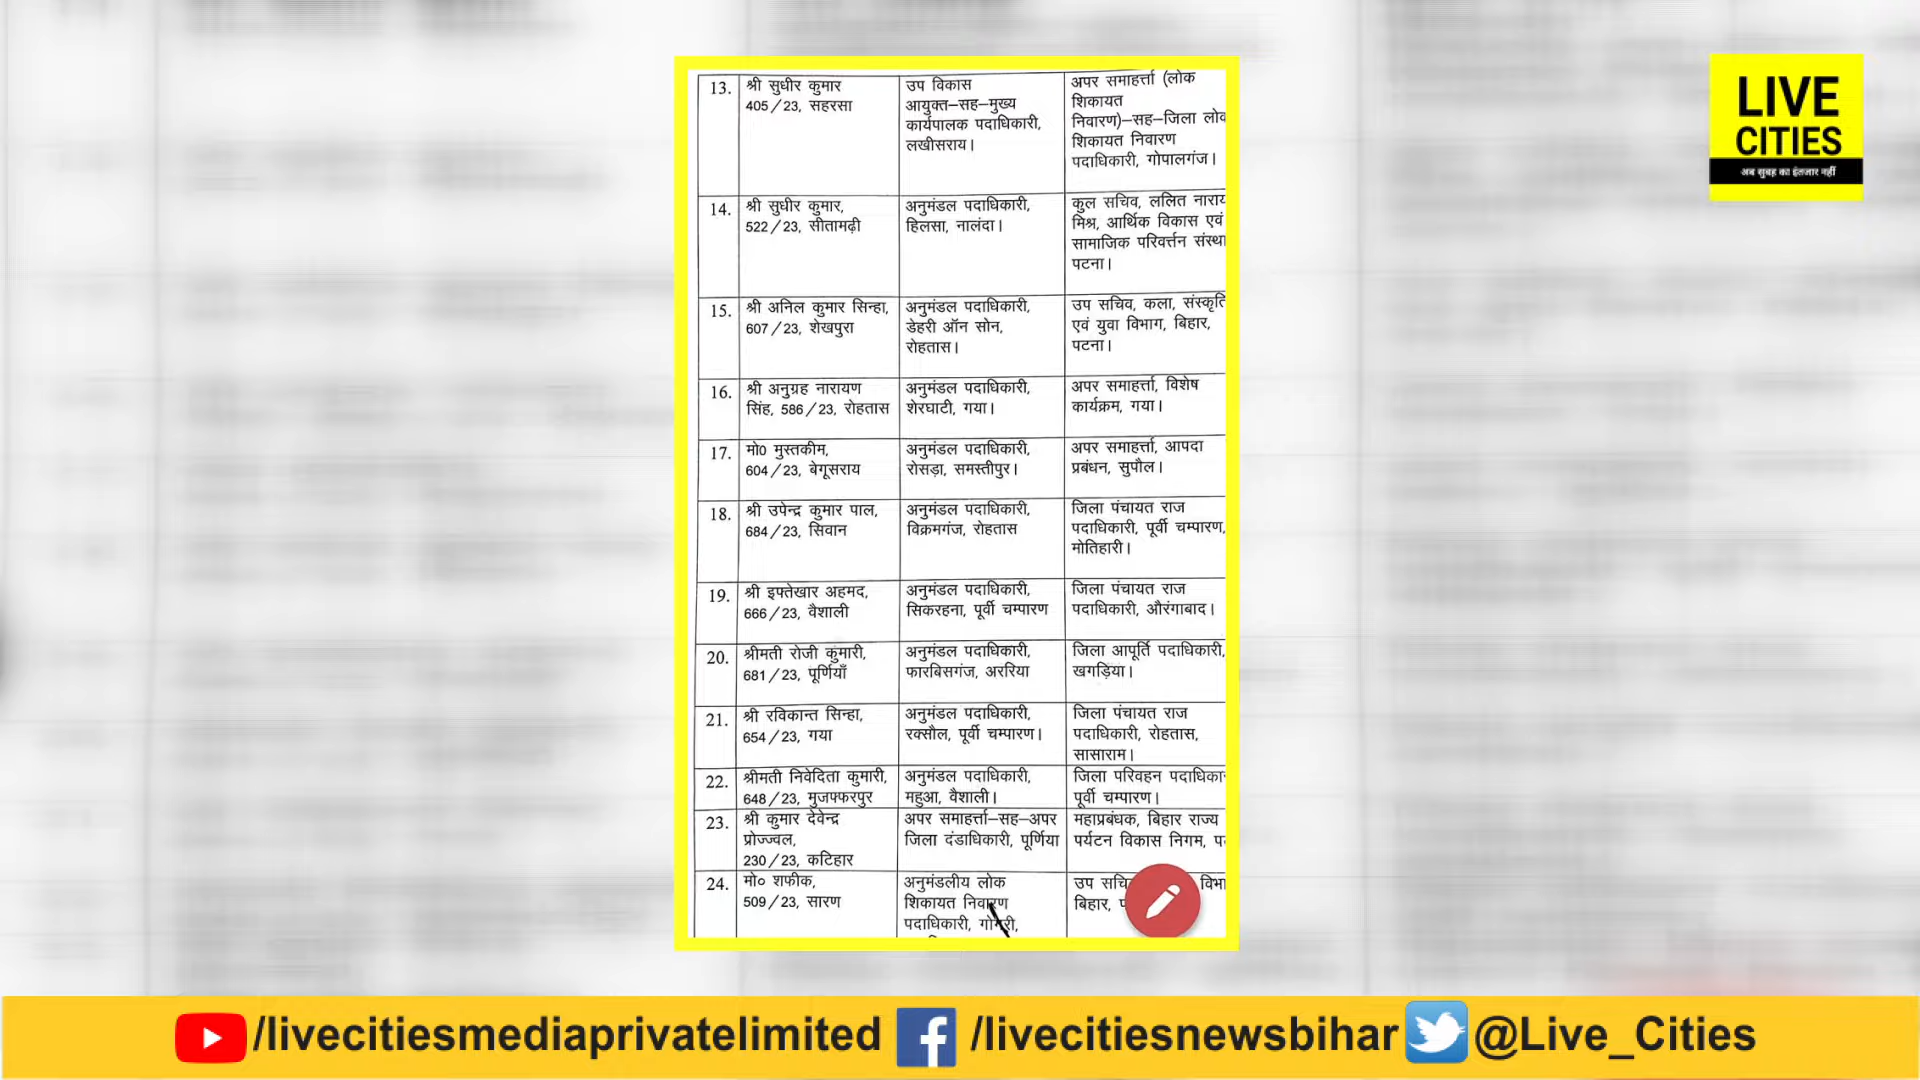 13.
श्री सुधीर कुमार
405/23, सहरसा
उप विकास
आयुक्त–सह–मुख्य
कार्यपालक पदाधिकारी,
लखीसराय।
अपर समाहर्त्ता (लोक
शिकायत
निवारण)–सह–जिला
शिकायत निवारण
पदाधिकारी, गोपालगंज।
14.
श्री सुधीर कुमार,
522/23, सीतामढ़ी
अनुमंडल पदाधिकारी,
हिलसा, नालंदा।
कुल सचिव, ललित
मिश्र, आर्थिक विकास एवं
सामाजिक परिवर्त्तन
पटना।
15.
श्री अनिल कुमार सिन्हा,
607/23, शेखपुरा
अनुमंडल पदाधिकारी,
डेहरी ऑन सोन,
रोहतास।
उप सचिव, कला,
एवं युवा विभाग, बिहार,
पटना।
16.
श्री अनुग्रह नारायण
सिंह, 586/23, रोहतास
अनुमंडल पदाधिकारी,
शेरघाटी, गया।
अपर समाहर्त्ता, विशेष
कार्यक्रम, गया।
17.
मो0 मुस्तकीम,
604/23, बेगूसराय
अनुमंडल पदाधिकारी,
रोसड़ा, समस्तीपुर।
अपर समाहर्त्ता, आपदा
प्रबंधन, सुपौल।
18.
श्री उपेन्द्र कुमार पाल,
684/23, सिवान
अनुमंडल पदाधिकारी,
विक्रमगंज, रोहतास
जिला पंचायत राज
पदाधिकारी, पूर्वी चम्पारण,
मोतिहारी।
19.
श्री इफ्तेखार अहमद,
666/23, वैशाली
अनुमंडल पदाधिकारी,
सिकरहना, पूर्वी चम्पारण
जिला पंचायत राज
पदाधिकारी, औरंगाबाद।
20.
श्रीमती रोजी कुमारी,
681/23, पूर्णियाँ
अनुमंडल पदाधिकारी,
फारबिसगंज, अररिया
जिला आपूर्ति पदाधिकारी,
खगड़िया।
21.
श्री रविकान्त सिन्हा,
654/23, गया
अनुमंडल पदाधिकारी,
रक्सौल, पूर्वी चम्पारण।
जिला पंचायत राज
पदाधिकारी, रोहतास,
सासाराम।
22.
श्रीमती निवेदिता कुमारी,
648/23, मुजफ्फरपुर
अनुमंडल पदाधिकारी,
महुआ, वैशाली।
जिला परिवहन
पूर्वी चम्पारण।
23.
श्री कुमार देवेन्द्र
प्रोज्ज्वल,
230/23, कटिहार
अपर समाहर्त्ता–सह–अपर
जिला दंडाधिकारी, पूर्णिया
महाप्रबंधक, बिहार राज्य
पर्यटन विकास निगम,
24.
मो० शफीक,
509/23, सारण
अनुमंडलीय लोक
शिकायत निवारण
पदाधिकारी, गोगरी,
उप
बिहार,
LIVE
CITIES
अब सुबह का इंतजार नहीं
/livecitiesmediaprivatelimited
/livecitiesnewsbihar
@Live_Cities